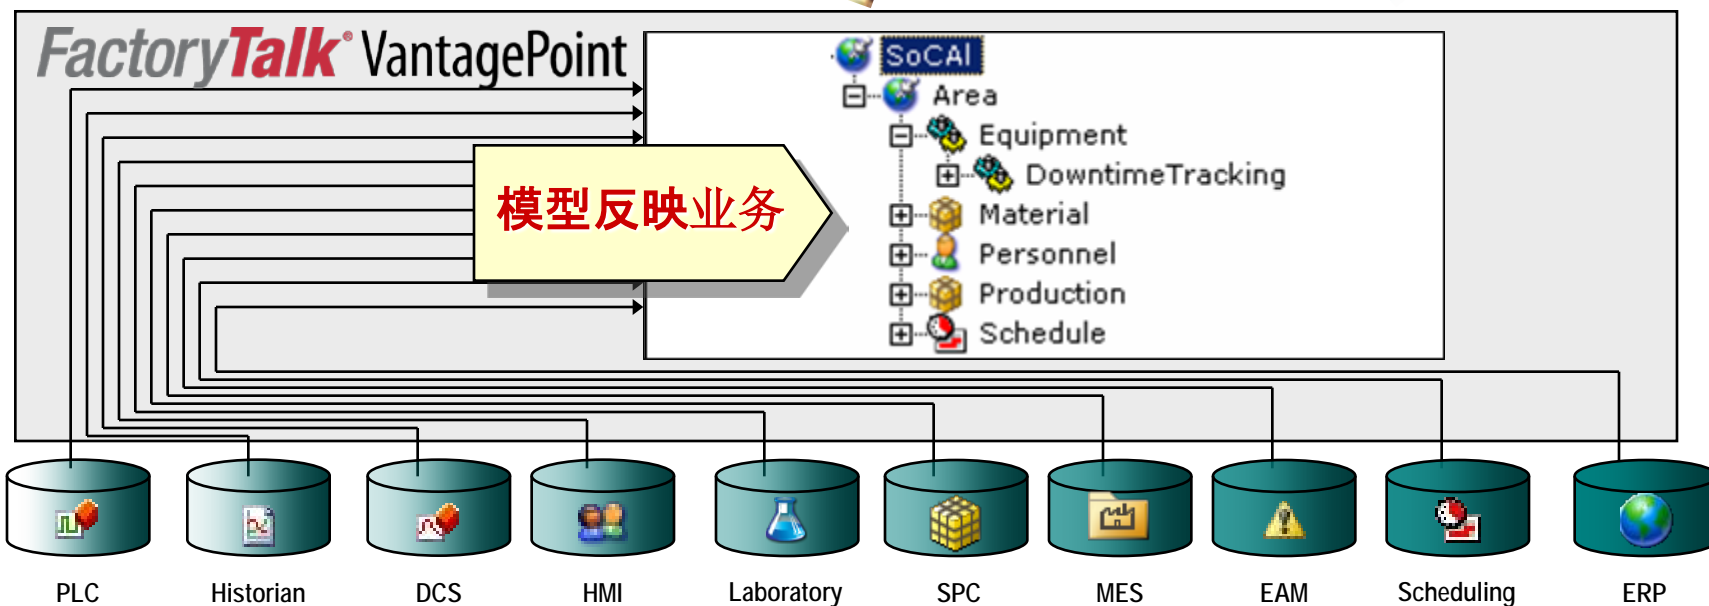 FactoryTalk® VantagePoint
SoCAl
Area
Equipment
DowntimeTracking
Material
Personnel
Production
Schedule
模型反映业务
PLC
Historian
DCS
HMI
Laboratory
SPC
MES
EAM
Scheduling
ERP